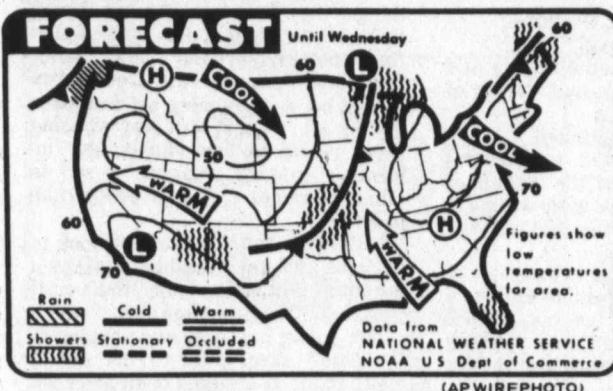 FORECAST
Until Wednesday
60
60
H
COOL
L
COOL
50
WARM
70
60
H
L
70
WARM
Figures show
low
temperatures
for area.
Rain
Cold
Warm
Showers
Stationary
Occluded
Data from
NATIONAL WEATHER SERVICE
NOAA US Dept of Commerce
(AP WIREPHOTO)